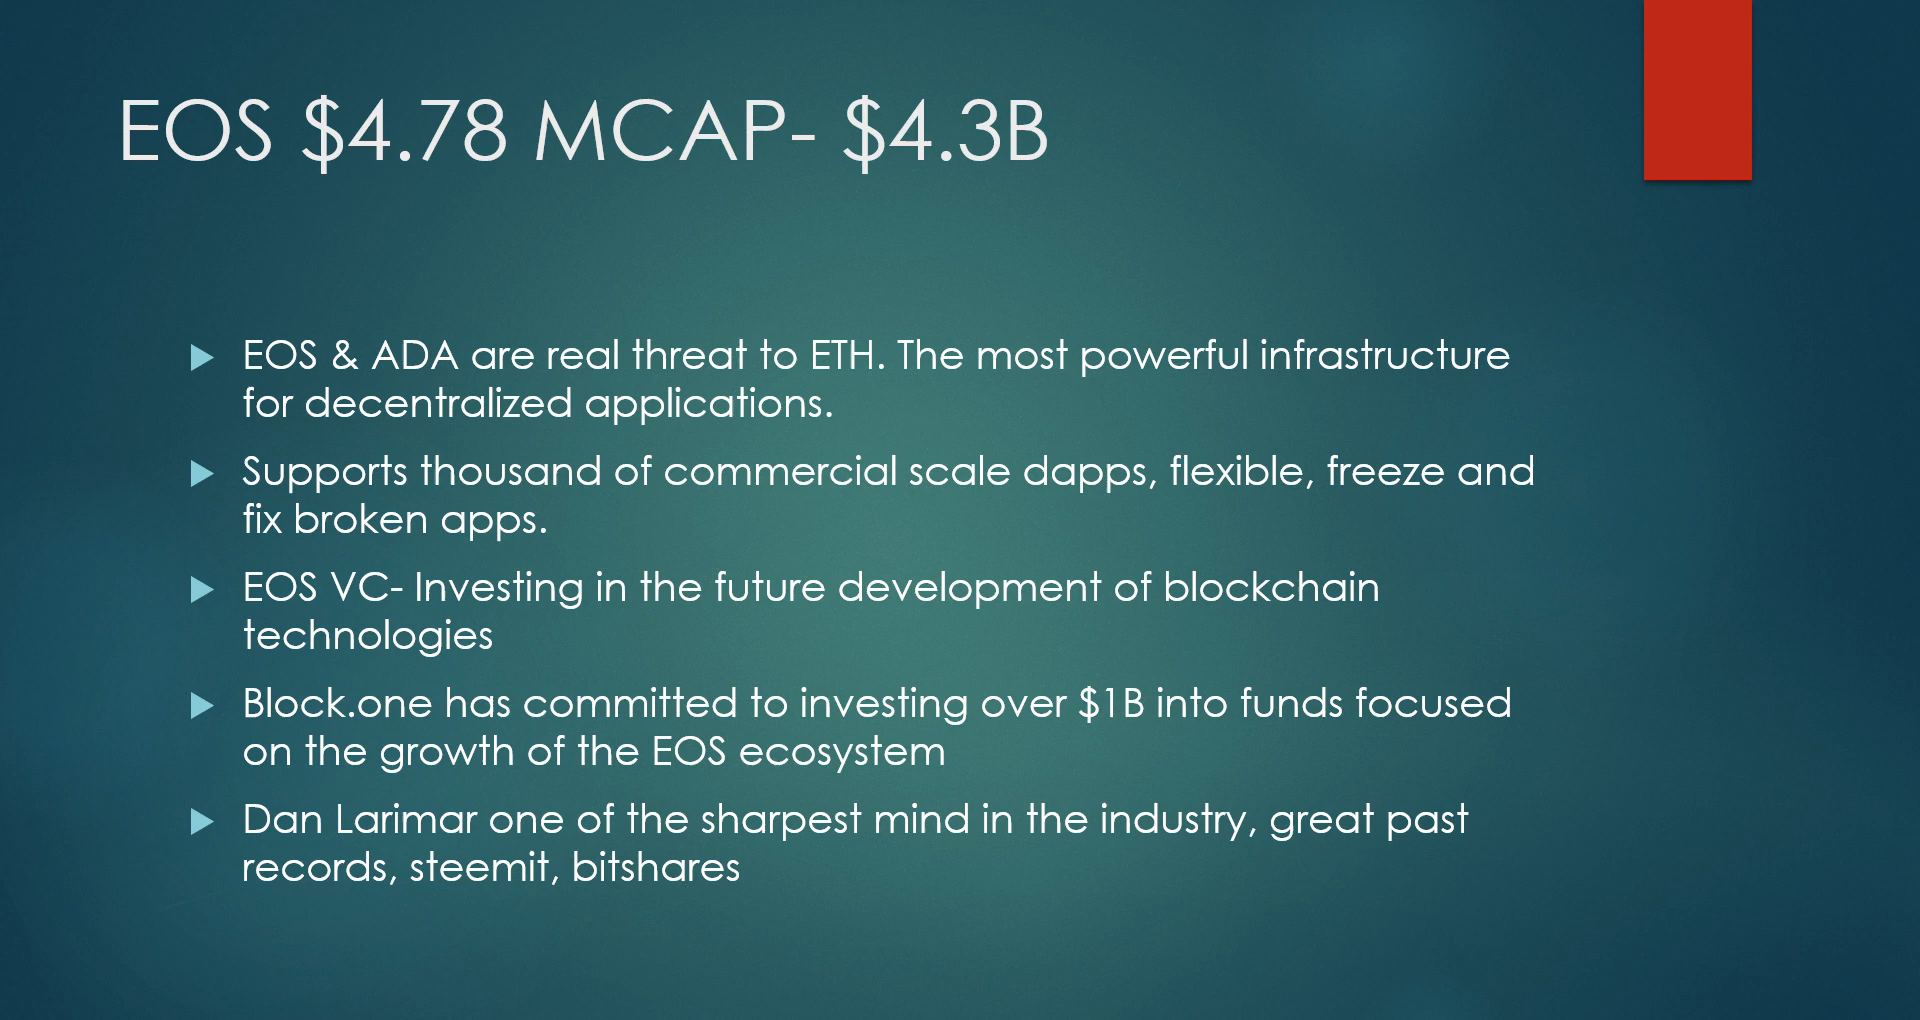 EOS $4.78 MCAP- $4.3B
EOS & ADA are real threat to ETH. The most powerful infrastructure
for decentralized applications.
Supports thousand of commercial scale dapps, flexible, freeze and
fix broken apps.
EOS VC- Investing in the future development of blockchain
technologies
Block.one has committed to investing over $1B into funds focused
on the growth of the EOS ecosystem
Dan Larimar one of the sharpest mind in the industry, great past
records, steemit, bitshares